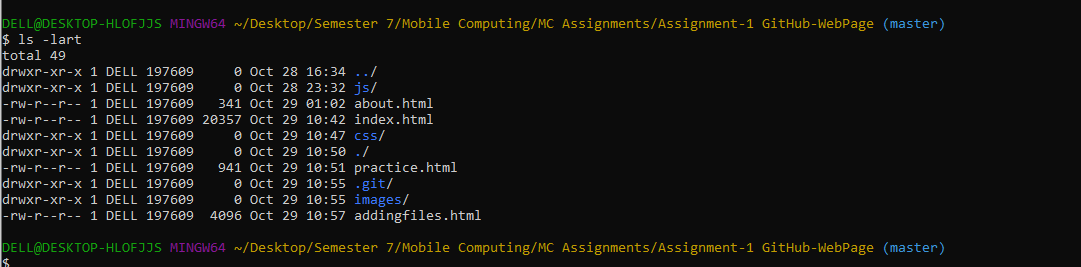 DELL@DESKTOP-HLOFJJS MINGW64 ~/Desktop/Semester 7/Mobile Computing/MC Assignments/Assignment-1 GitHub-WebPage (master)
$ ls -lart
total 49
drwxr-xr-x 1 DELL 197609     0 Oct 28 16:34 ../
drwxr-xr-x 1 DELL 197609     0 Oct 28 23:32 js/
-rw-r--r-- 1 DELL 197609   341 Oct 29 01:02 about.html
-rw-r--r-- 1 DELL 197609 20357 Oct 29 10:42 index.html
drwxr-xr-x 1 DELL 197609     0 Oct 29 10:47 css/
drwxr-xr-x 1 DELL 197609     0 Oct 29 10:50 ./
-rw-r--r-- 1 DELL 197609   941 Oct 29 10:51 practice.html
drwxr-xr-x 1 DELL 197609     0 Oct 29 10:55 .git/
drwxr-xr-x 1 DELL 197609     0 Oct 29 10:55 images/
-rw-r--r-- 1 DELL 197609  4096 Oct 29 10:57 addingfiles.html
DELL@DESKTOP-HLOFJJS MINGW64 ~/Desktop/Semester 7/Mobile Computing/MC Assignments/Assignment-1 GitHub-WebPage (master)
$